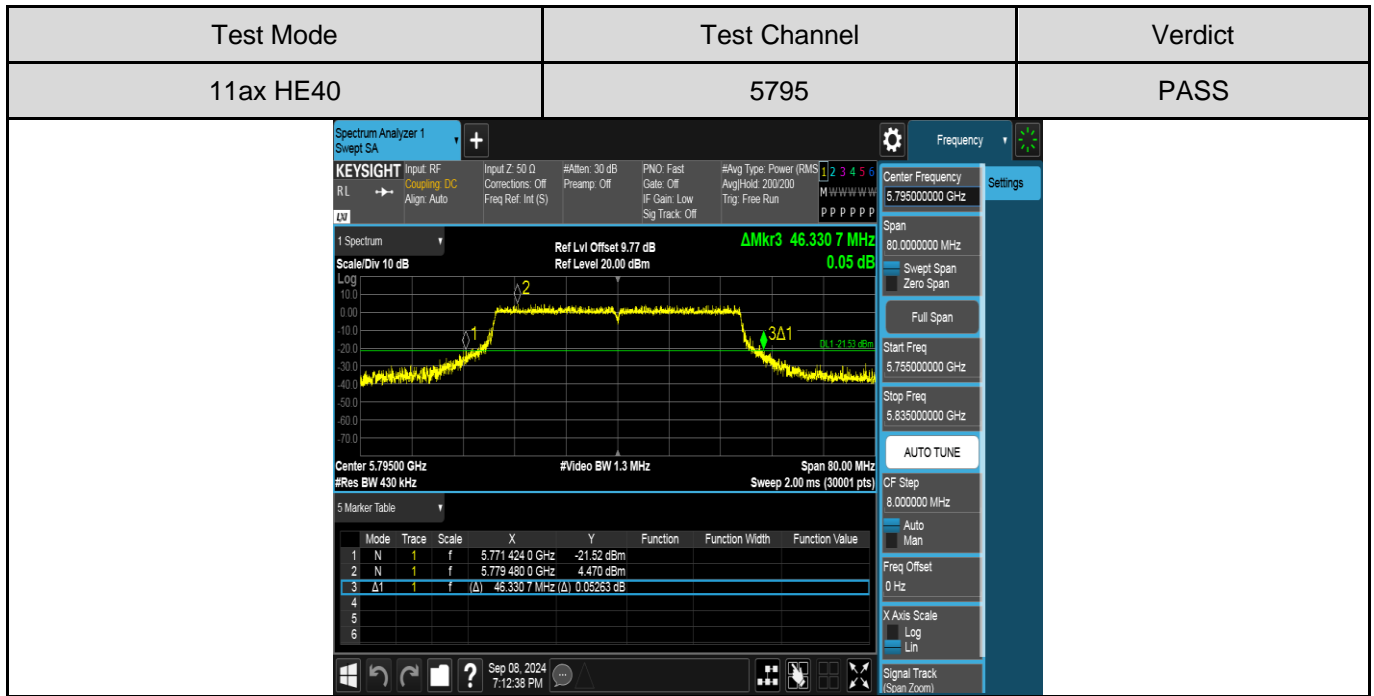 Test Mode Test Channel Verdict
11ax HE40 5795 PASS
Spectrum Analyzer 1
Swept SA
+
Frequency
KEYSIGHT
RL
LXI
Input: RF
Coupling: DC
Align: Auto
Input Z: 50 Ω
Corrections: Off
Freq Ref: Int (S)
#Atten: 30 dB
Preamp: Off
PNO: Fast
Gate: Off
IF Gain: Low
Sig Track: Off
#Avg Type: Power (RMS
Avg|Hold: 200/200
Trig: Free Run
1 2 3 4 5 6
M W W W W W
P P P P P P
1 Spectrum
Scale/Div 10 dB
Ref Lvl Offset 9.77 dB
Ref Level 20.00 dBm
ΔMkr3 46.330 7 MHz
0.05 dB
Log
10.0
0.00
-10.0
-20.0
-30.0
-40.0
-50.0
-60.0
-70.0
2
1
3Δ1
DL1 -21.53 dBm
Center 5.79500 GHz
#Res BW 430 kHz
#Video BW 1.3 MHz
Span 80.00 MHz
Sweep 2.00 ms (30001 pts)
5 Marker Table
Mode Trace Scale X Y Function Function Width Function Value
1 N 1 f 5.771 424 0 GHz -21.52 dBm
2 N 1 f 5.779 480 0 GHz 4.470 dBm
3 Δ1 1 f (Δ) 46.330 7 MHz (Δ) 0.05263 dB
4
5
6
?
Sep 08, 2024
7:12:38 PM
Center Frequency
5.795000000 GHz
Settings
Span
80.0000000 MHz
Swept Span
Zero Span
Full Span
Start Freq
5.755000000 GHz
Stop Freq
5.835000000 GHz
AUTO TUNE
CF Step
8.000000 MHz
Auto
Man
Freq Offset
0 Hz
X Axis Scale
Log
Lin
Signal Track
(Span Zoom)